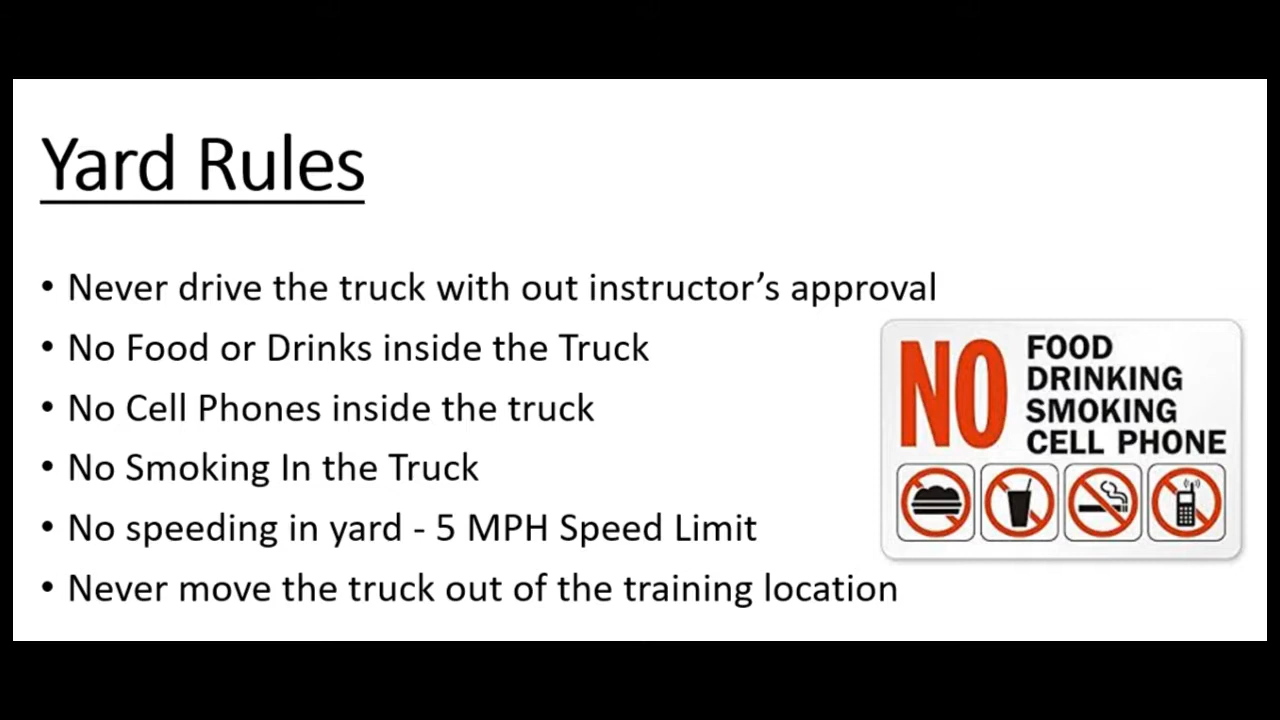 Yard Rules
• Never drive the truck with out instructor’s approval
• No Food or Drinks inside the Truck
• No Cell Phones inside the truck
• No Smoking In the Truck
• No speeding in yard - 5 MPH Speed Limit
• Never move the truck out of the training location
NO
FOOD
DRINKING
SMOKING
CELL PHONE